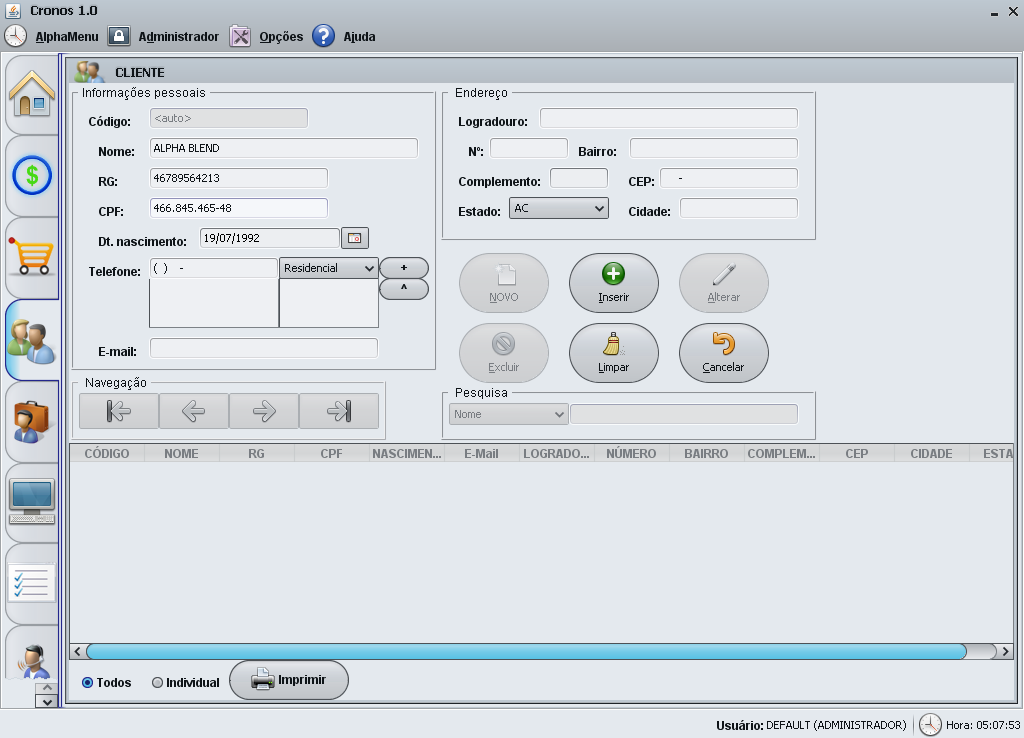 Cronos 1.0
AlphaMenu Administrador Opções Ajuda
CLIENTE
Informações pessoais
Código: <auto>
Nome: ALPHA BLEND
RG: 46789564213
CPF: 466.845.465-48
Dt. nascimento: 19/07/1992
Telefone: ( ) - Residencial +
^
E-mail:
Endereço
Logradouro:
Nº: Bairro:
Complemento: CEP: -
Estado: AC Cidade:
NOVO Inserir Alterar
Excluir Limpar Cancelar
Navegação
Pesquisa
Nome
CÓDIGO NOME RG CPF NASCIMEN... E-Mail LOGRADO... NÚMERO BAIRRO COMPLEM... CEP CIDADE ESTA
Todos Individual Imprimir
Usuário: DEFAULT (ADMINISTRADOR) Hora: 05:07:53